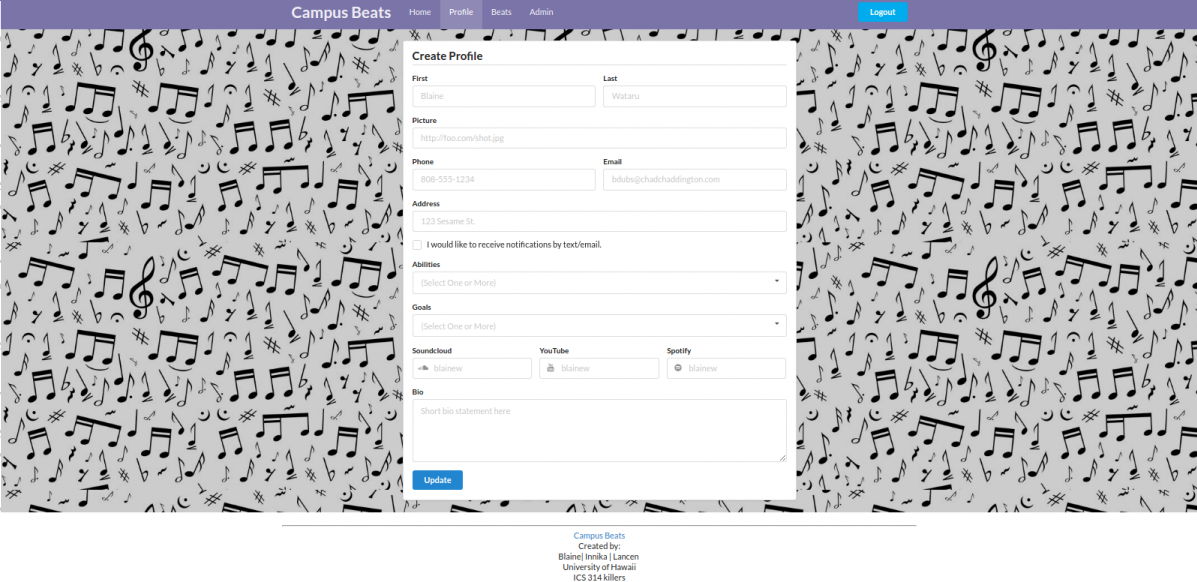 Campus Beats Home Profile Beats Admin Logout
Create Profile
First Last
Blaine Wataru
Picture
http://foo.com/shot.jpg
Phone Email
808-555-1234 bdubs@chadchaddington.com
Address
123 Sesame St.
I would like to receive notifications by text/email.
Abilities
(Select One or More)
Goals
(Select One or More)
Soundcloud YouTube Spotify
blainew blainew blainew
Bio
Short bio statement here
Update
Campus Beats
Created by:
Blaine| Innika | Lancen
University of Hawaii
ICS 314 killers